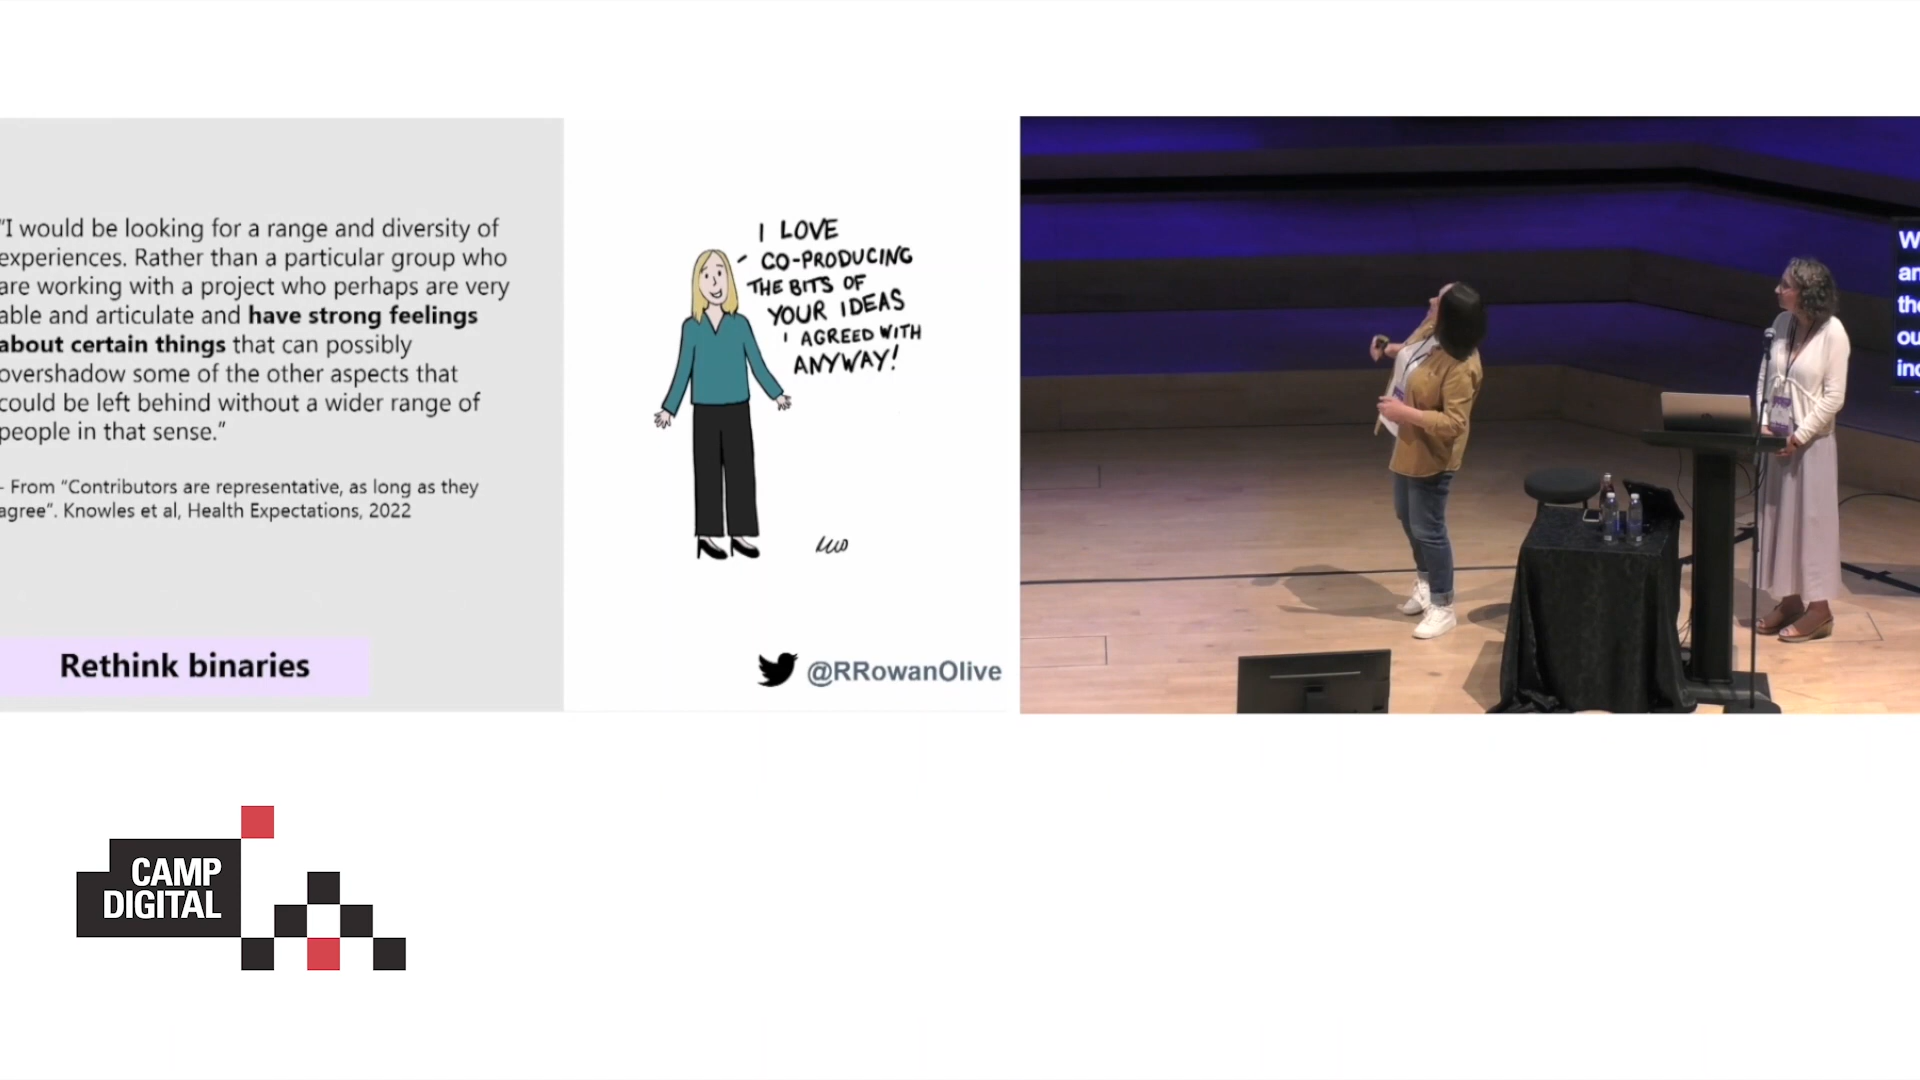 "I would be looking for a range and diversity of
experiences. Rather than a particular group who
are working with a project who perhaps are very
able and articulate and have strong feelings
about certain things that can possibly
overshadow some of the other aspects that
could be left behind without a wider range of
people in that sense."
- From "Contributors are representative, as long as they
agree". Knowles et al, Health Expectations, 2022
Rethink binaries
I LOVE
CO-PRODUCING
THE BITS OF
YOUR IDEAS
I AGREED WITH
ANYWAY!
@RRowanOlive
CAMP
DIGITAL